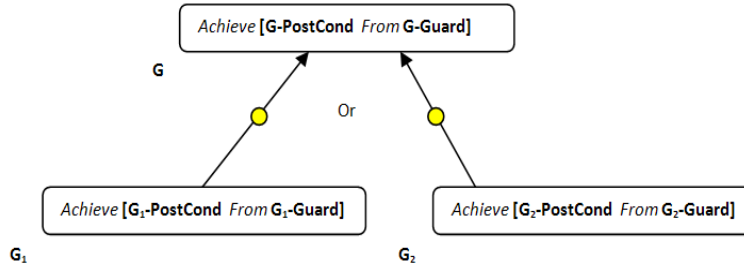 Achieve [G-PostCond From G-Guard]
G
Or
Achieve [G₁-PostCond From G₁-Guard]
Achieve [G₂-PostCond From G₂-Guard]
G₁
G₂